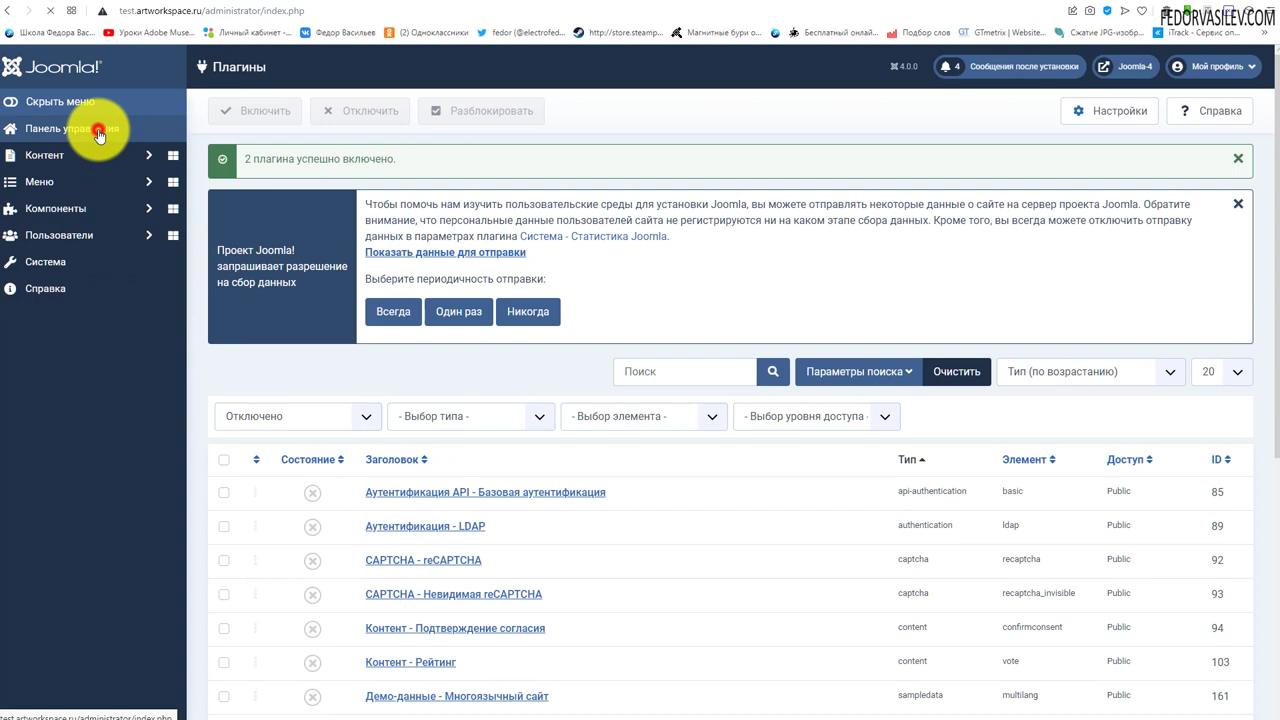 test.artworkspace.ru/administrator/index.php
FEDORVASILEV.COM
Школа Федора Вас...
Уроки Adobe Muse...
Личный кабинет -...
Федор Васильев
(2) Одноклассники
fedor (@electrofed...
http://store.steamp...
Магнитные бури о...
Бесплатный онлай...
Подбор слов
GTmetrix | Website...
Сжатие JPG-изобр...
iTrack - Сервис оп...
Joomla!
Плагины
4.0.0
4 Сообщения после установки
Joomla-4
Мой профиль
Скрыть меню
Панель управления
Контент
Меню
Компоненты
Пользователи
Система
Справка
Включить
Отключить
Разблокировать
Настройки
? Справка
2 плагина успешно включено.
Проект Joomla!
запрашивает разрешение
на сбор данных
Чтобы помочь нам изучить пользовательские среды для установки Joomla, вы можете отправлять некоторые данные о сайте на сервер проекта Joomla. Обратите
внимание, что персональные данные пользователей сайта не регистрируются ни на каком этапе сбора данных. Кроме того, вы всегда можете отключить отправку
данных в параметрах плагина Система - Статистика Joomla.
Показать данные для отправки
Выберите периодичность отправки:
Всегда
Один раз
Никогда
Поиск
Параметры поиска
Очистить
Тип (по возрастанию)
20
Отключено
- Выбор типа -
- Выбор элемента -
- Выбор уровня доступа -
Состояние
Заголовок
Тип
Элемент
Доступ
ID
Аутентификация API - Базовая аутентификация api-authentication basic Public 85
Аутентификация - LDAP authentication ldap Public 89
CAPTCHA - reCAPTCHA captcha recaptcha Public 92
CAPTCHA - Невидимая reCAPTCHA captcha recaptcha_invisible Public 93
Контент - Подтверждение согласия content confirmconsent Public 94
Контент - Рейтинг content vote Public 103
Демо-данные - Многоязычный сайт sampledata multilang Public 161
test.artworkspace.ru/administrator/index.php